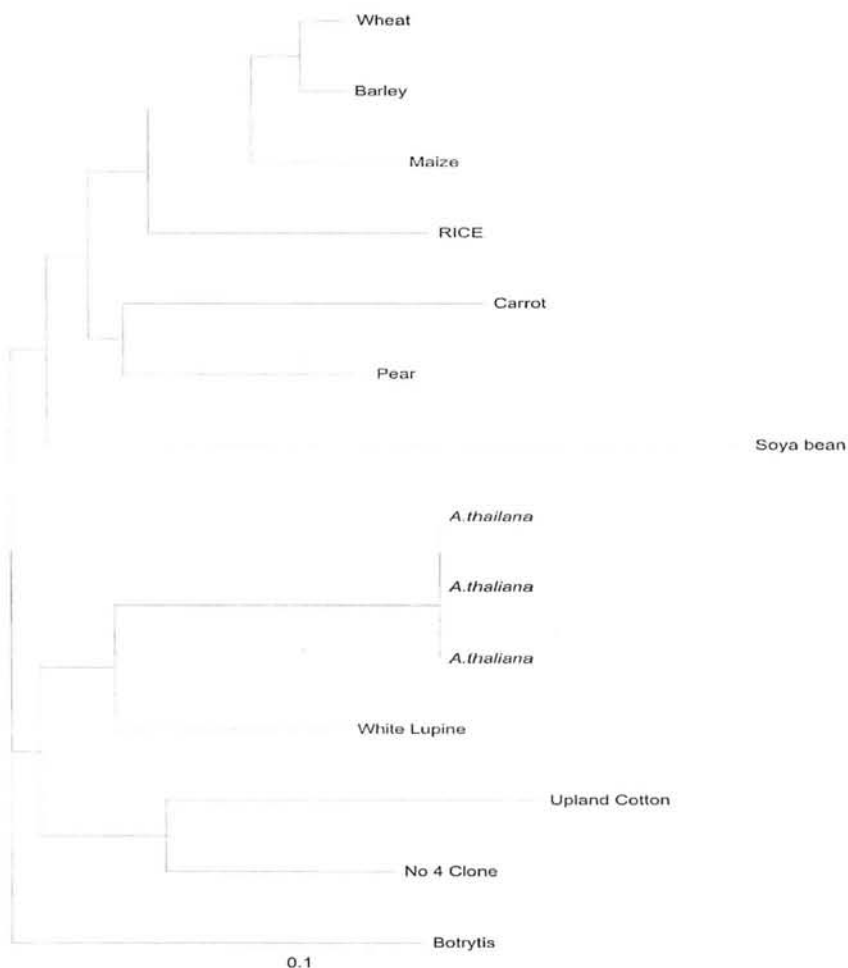 Wheat
Barley
Maize
RICE
Carrot
Pear
Soya bean
A.thailana
A.thaliana
A.thaliana
White Lupine
Upland Cotton
No 4 Clone
Botrytis
0.1